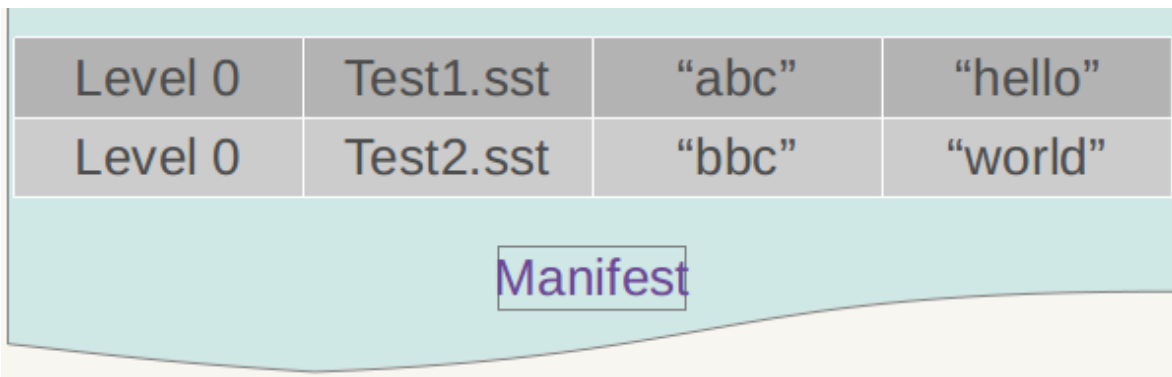 Level 0 Test1.sst “abc” “hello”
Level 0 Test2.sst “bbc” “world”
Manifest